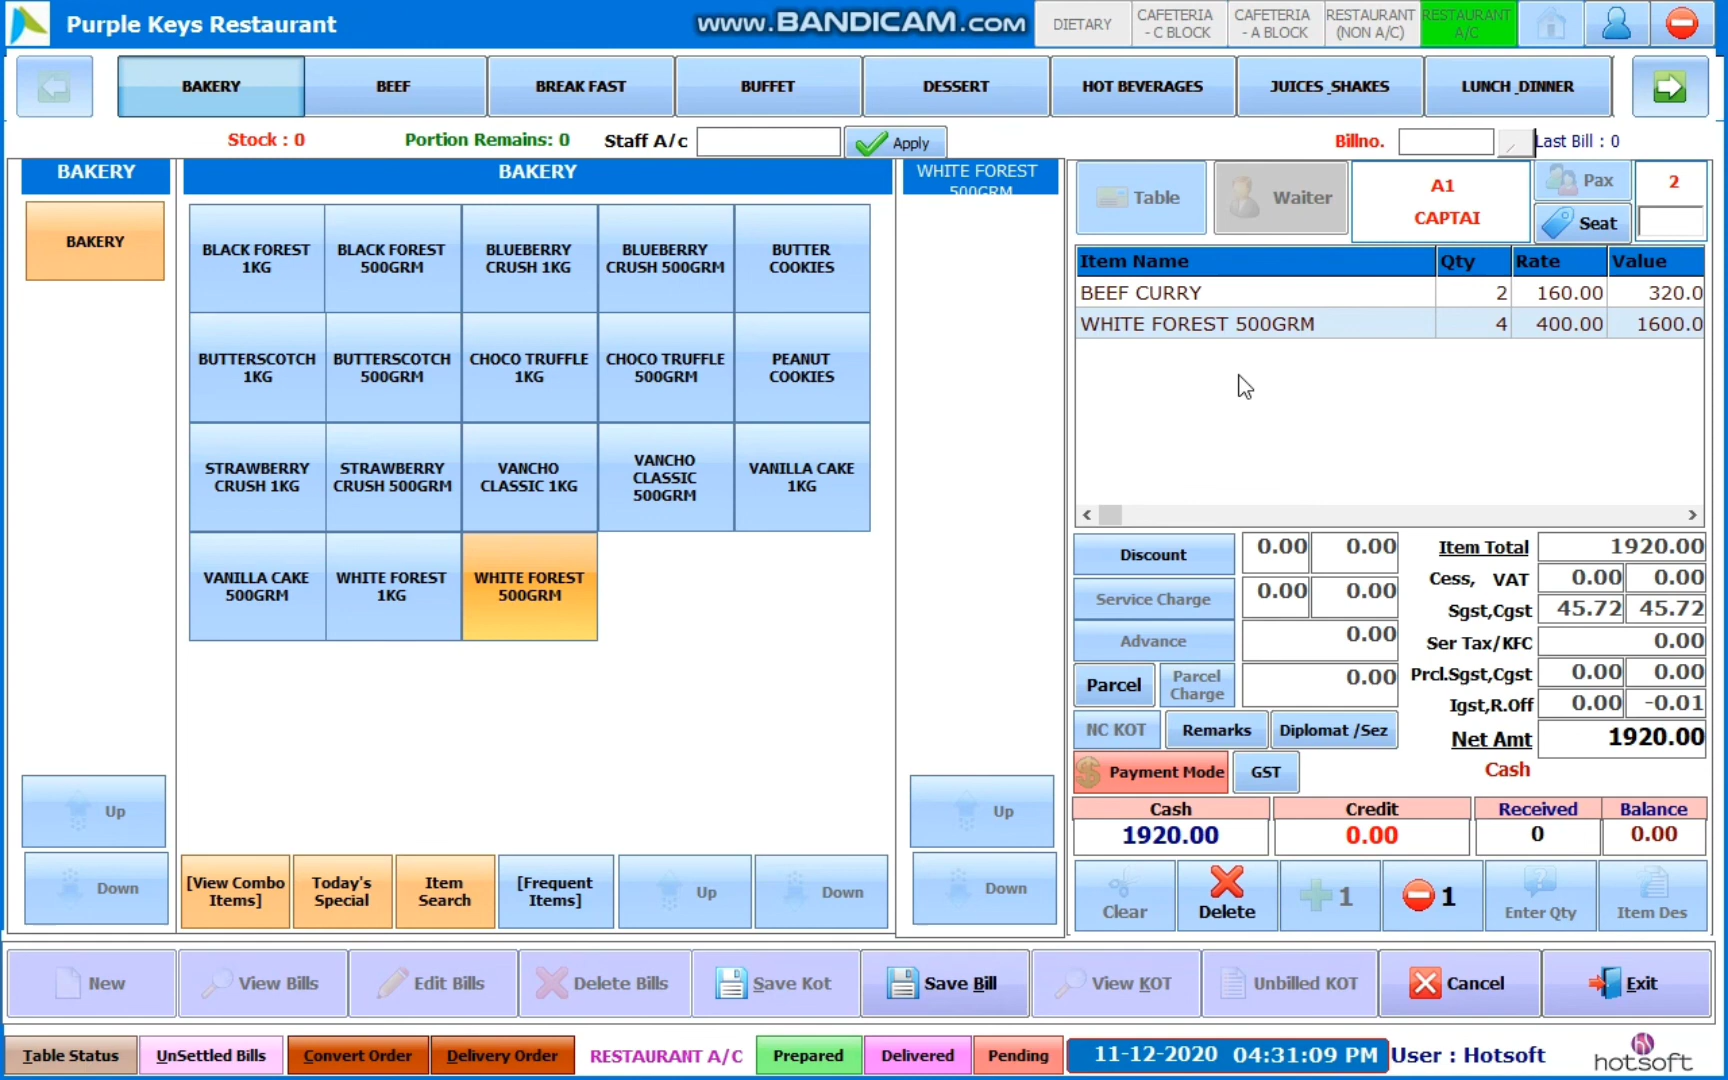 Purple Keys Restaurant
www.BANDICAM.com
DIETARY
CAFETERIA
- C BLOCK
CAFETERIA
- A BLOCK
RESTAURANT
(NON A/C)
RESTAURANT
A/C
BAKERY
BEEF
BREAK FAST
BUFFET
DESSERT
HOT BEVERAGES
JUICES_SHAKES
LUNCH_DINNER
Stock : 0
Portion Remains: 0
Staff A/c
Apply
Billno.
Last Bill : 0
BAKERY
BAKERY
BAKERY
WHITE FOREST
500GRM
BLACK FOREST
1KG
BLACK FOREST
500GRM
BLUEBERRY
CRUSH 1KG
BLUEBERRY
CRUSH 500GRM
BUTTER
COOKIES
BUTTERSCOTCH
1KG
BUTTERSCOTCH
500GRM
CHOCO TRUFFLE
1KG
CHOCO TRUFFLE
500GRM
PEANUT
COOKIES
STRAWBERRY
CRUSH 1KG
STRAWBERRY
CRUSH 500GRM
VANCHO
CLASSIC 1KG
VANCHO
CLASSIC
500GRM
VANILLA CAKE
1KG
VANILLA CAKE
500GRM
WHITE FOREST
1KG
WHITE FOREST
500GRM
Up
Down
[View Combo
Items]
Today's
Special
Item
Search
[Frequent
Items]
Up
Down
Up
Down
Table
Waiter
A1
CAPTAI
Pax
2
Seat
Item Name Qty Rate Value
BEEF CURRY 2 160.00 320.0
WHITE FOREST 500GRM 4 400.00 1600.0
Discount 0.00 0.00
Service Charge 0.00 0.00
Advance 0.00
Parcel
Parcel
Charge
0.00
NC KOT
Remarks
Diplomat /Sez
Payment Mode
GST
Item Total 1920.00
Cess, VAT 0.00 0.00
Sgst,Cgst 45.72 45.72
Ser Tax/KFC 0.00
Prcl.Sgst,Cgst 0.00 0.00
Igst,R.Off 0.00 -0.01
Net Amt 1920.00
Cash
Cash Credit Received Balance
1920.00 0.00 0 0.00
Clear
Delete
1
1
Enter Qty
Item Des
New
View Bills
Edit Bills
Delete Bills
Save Kot
Save Bill
View KOT
Unbilled KOT
Cancel
Exit
Table Status
UnSettled Bills
Convert Order
Delivery Order
RESTAURANT A/C
Prepared
Delivered
Pending
11-12-2020 04:31:09 PM
User : Hotsoft
hotsoft